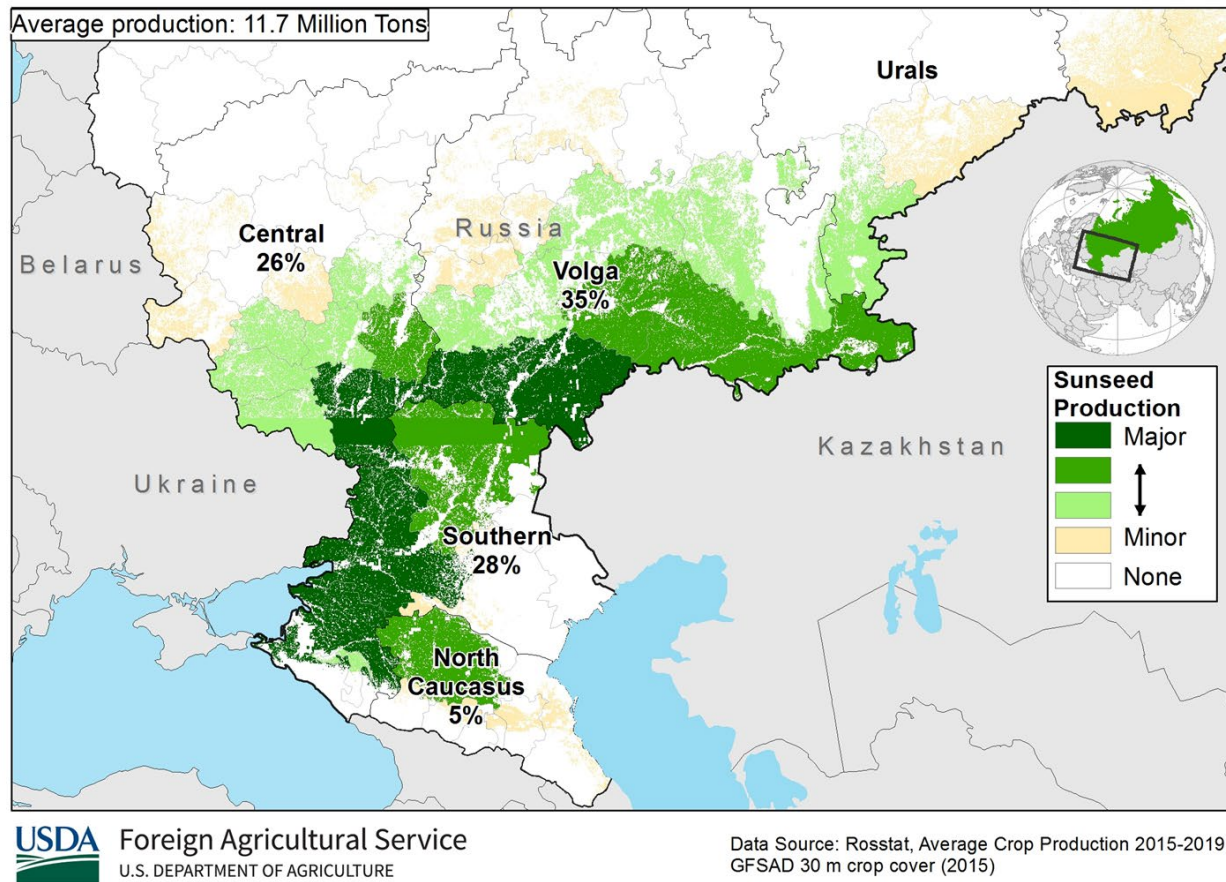 Average production: 11.7 Million Tons
Urals
Central
26%
Russia
Belarus
Volga
35%
Sunseed
Production
Major
Minor
None
Kazakhstan
Ukraine
Southern
28%
North
Caucasus
5%
USDA
Foreign Agricultural Service
U.S. DEPARTMENT OF AGRICULTURE
Data Source: Rosstat, Average Crop Production 2015-2019
GFSAD 30 m crop cover (2015)